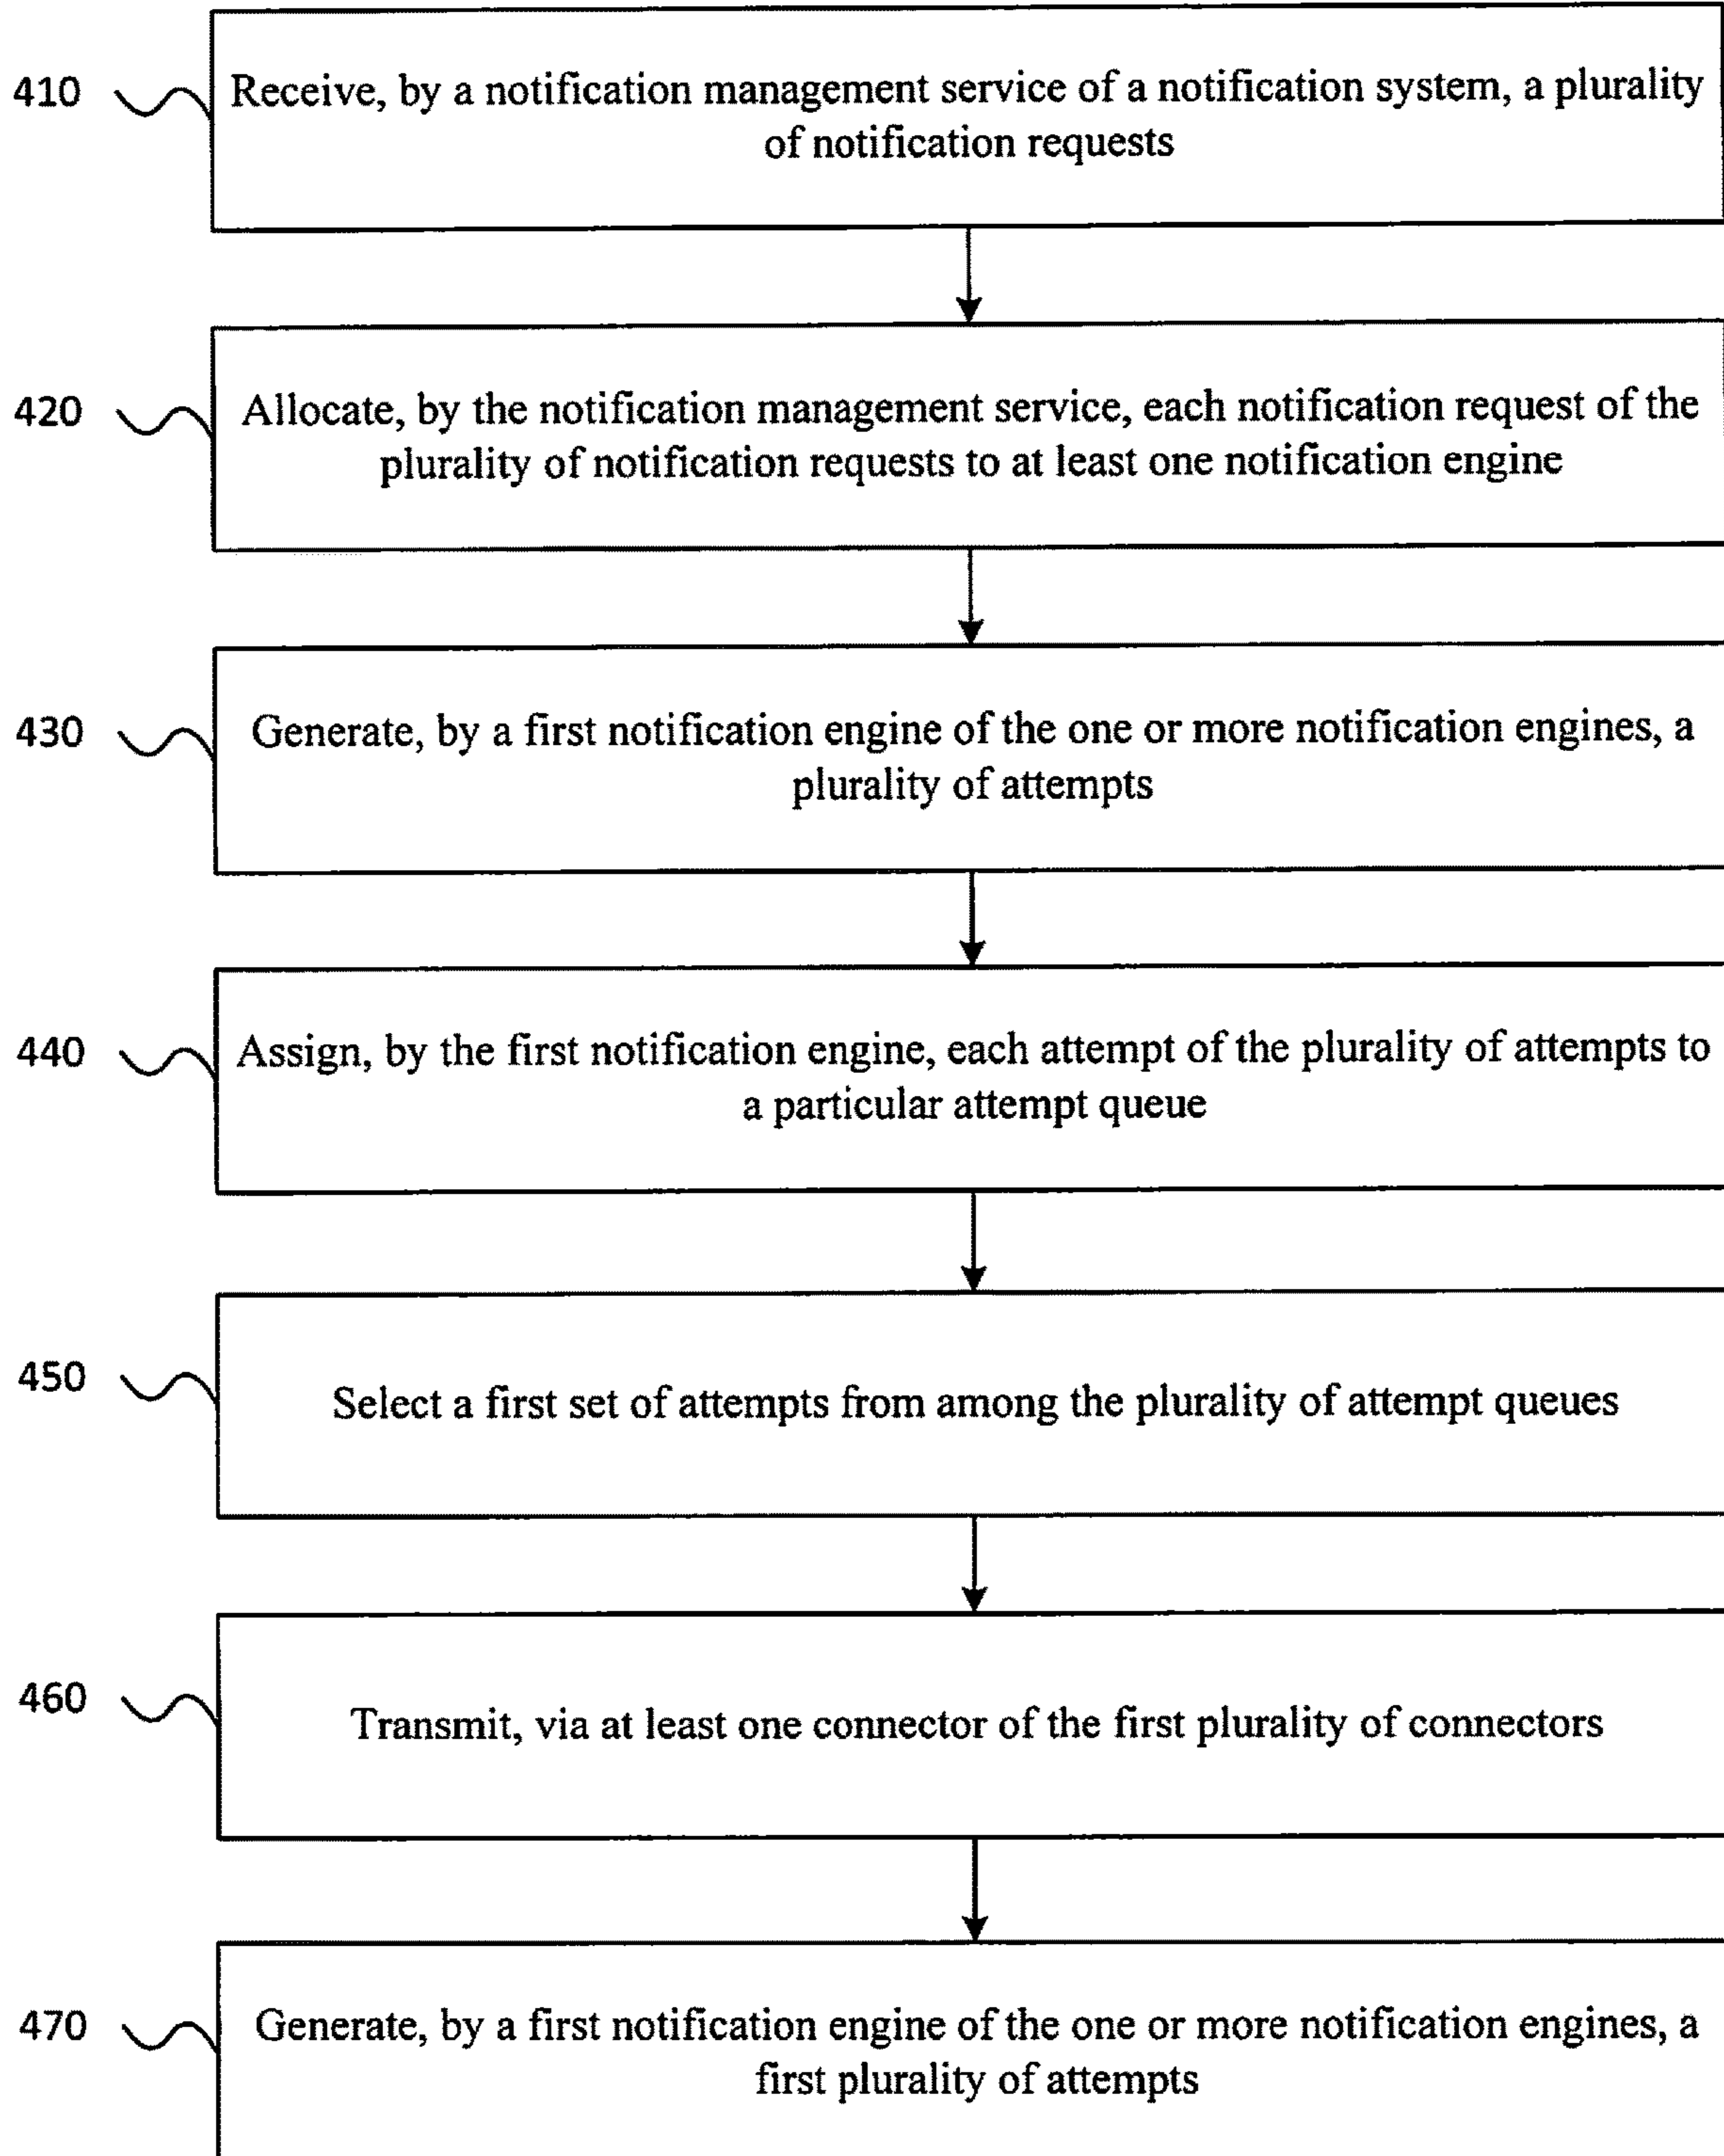 410
Receive, by a notification management service of a notification system, a plurality
of notification requests
420
Allocate, by the notification management service, each notification request of the
plurality of notification requests to at least one notification engine
430
Generate, by a first notification engine of the one or more notification engines, a
plurality of attempts
440
Assign, by the first notification engine, each attempt of the plurality of attempts to
a particular attempt queue
450
Select a first set of attempts from among the plurality of attempt queues
460
Transmit, via at least one connector of the first plurality of connectors
470
Generate, by a first notification engine of the one or more notification engines, a
first plurality of attempts